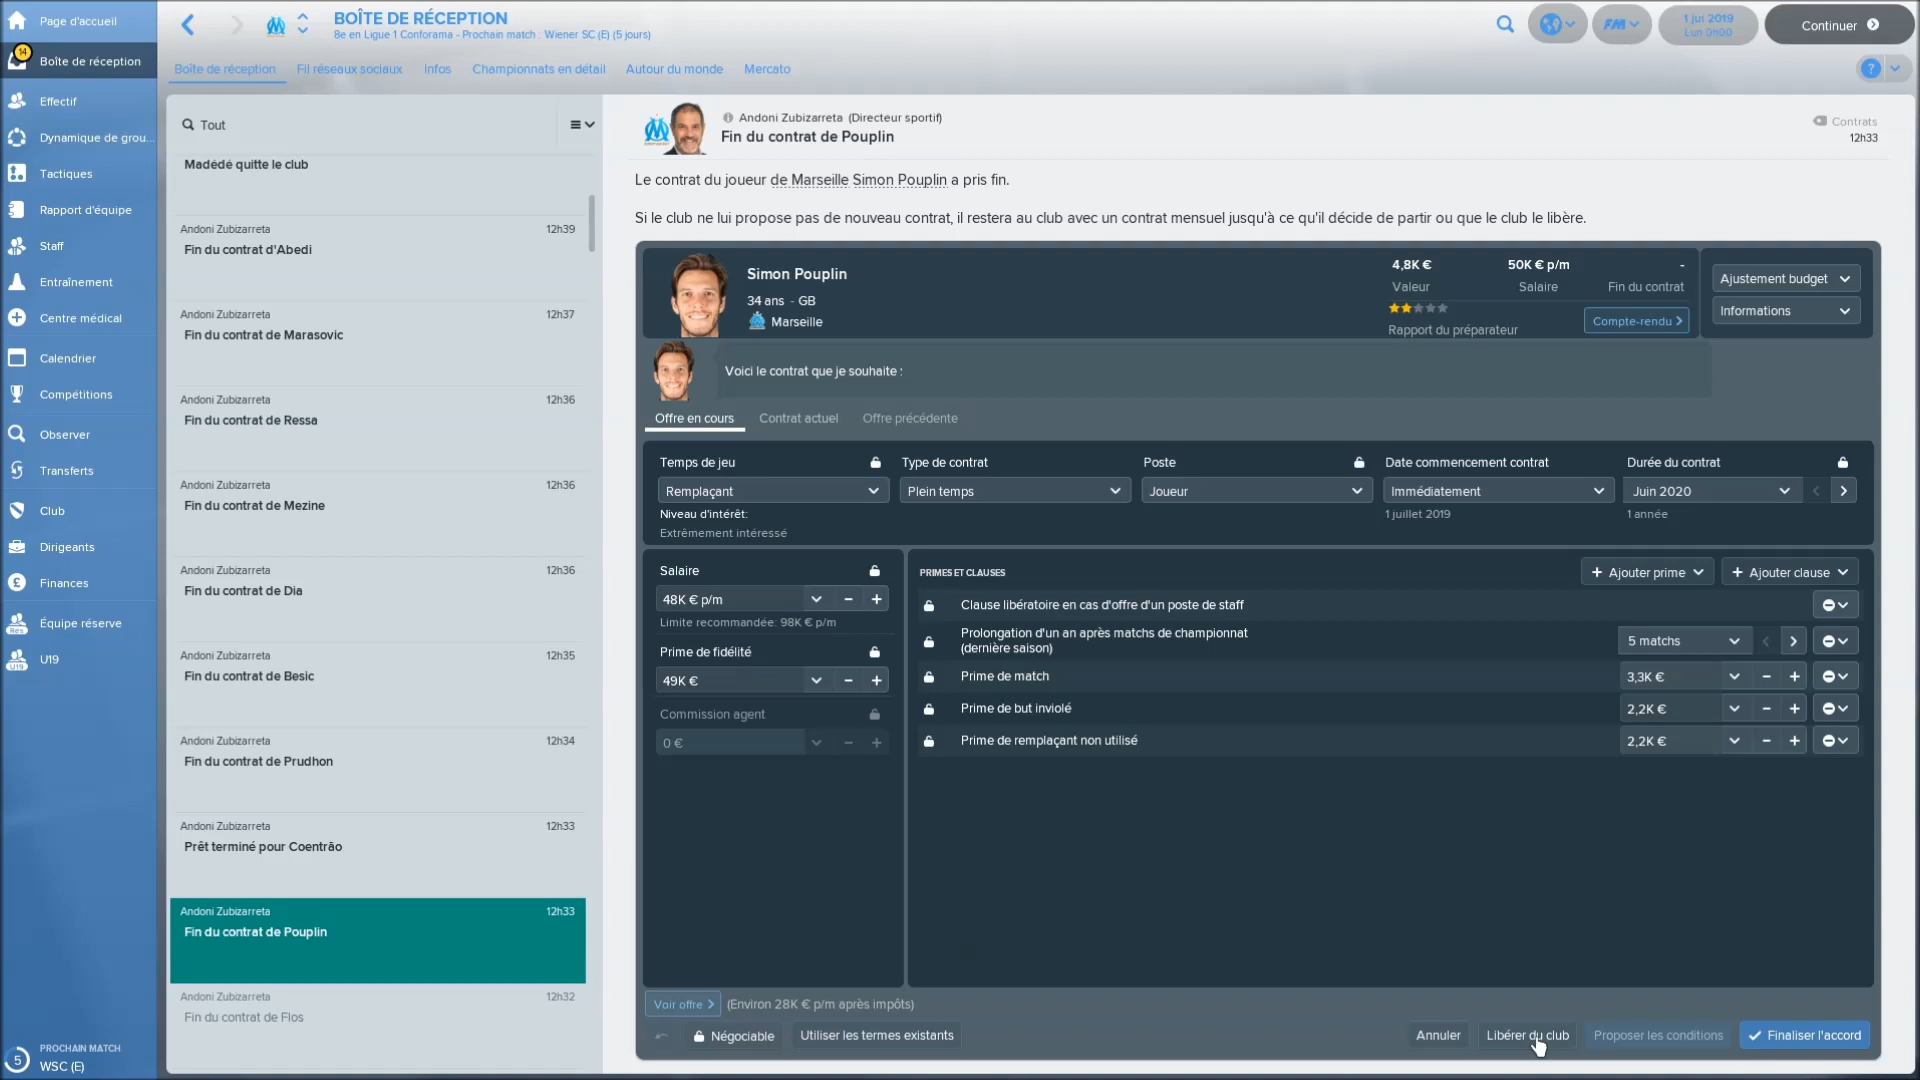 Page d'accueil
14
Boîte de réception
Effectif
Dynamique de grou...
Tactiques
Rapport d'équipe
Staff
Entraînement
Centre médical
Calendrier
Compétitions
Observer
Transferts
Club
Dirigeants
Finances
Équipe réserve
U19
5
PROCHAIN MATCH
WSC (E)
BOÎTE DE RÉCEPTION
8e en Ligue 1 Conforama - Prochain match : Wiener SC (E) (5 jours)
FM
1 jui 2019
Lun 0h00
Continuer
Boîte de réception
Fil réseaux sociaux
Infos
Championnats en détail
Autour du monde
Mercato
?
Tout
Madédé quitte le club
Andoni Zubizarreta 12h39
Fin du contrat d'Abedi
Andoni Zubizarreta 12h37
Fin du contrat de Marasovic
Andoni Zubizarreta 12h36
Fin du contrat de Ressa
Andoni Zubizarreta 12h36
Fin du contrat de Mezine
Andoni Zubizarreta 12h36
Fin du contrat de Dia
Andoni Zubizarreta 12h35
Fin du contrat de Besic
Andoni Zubizarreta 12h34
Fin du contrat de Prudhon
Andoni Zubizarreta 12h33
Prêt terminé pour Coentrão
Andoni Zubizarreta 12h33
Fin du contrat de Pouplin
Andoni Zubizarreta 12h32
Fin du contrat de Flos
Andoni Zubizarreta (Directeur sportif)
Fin du contrat de Pouplin
Contrats
12h33
Le contrat du joueur de Marseille Simon Pouplin a pris fin.
Si le club ne lui propose pas de nouveau contrat, il restera au club avec un contrat mensuel jusqu'à ce qu'il décide de partir ou que le club le libère.
Simon Pouplin
34 ans - GB
Marseille
4,8K € 50K € p/m -
Valeur Salaire Fin du contrat
Rapport du préparateur
Compte-rendu
Ajustement budget
Informations
Voici le contrat que je souhaite :
Offre en cours
Contrat actuel
Offre précédente
Temps de jeu
Remplaçant
Niveau d'intérêt:
Extrêmement intéressé
Type de contrat
Plein temps
Poste
Joueur
Date commencement contrat
Immédiatement
1 juillet 2019
Durée du contrat
Juin 2020
1 année
Salaire
48K € p/m
Limite recommandée: 98K € p/m
Prime de fidélité
49K €
Commission agent
0 €
PRIMES ET CLAUSES
Ajouter prime
Ajouter clause
Clause libératoire en cas d'offre d'un poste de staff
Prolongation d'un an après matchs de championnat
(dernière saison)
5 matchs
Prime de match 3,3K €
Prime de but inviolé 2,2K €
Prime de remplaçant non utilisé 2,2K €
Voir offre
(Environ 28K € p/m après impôts)
Négociable
Utiliser les termes existants
Annuler
Libérer du club
Proposer les conditions
Finaliser l'accord